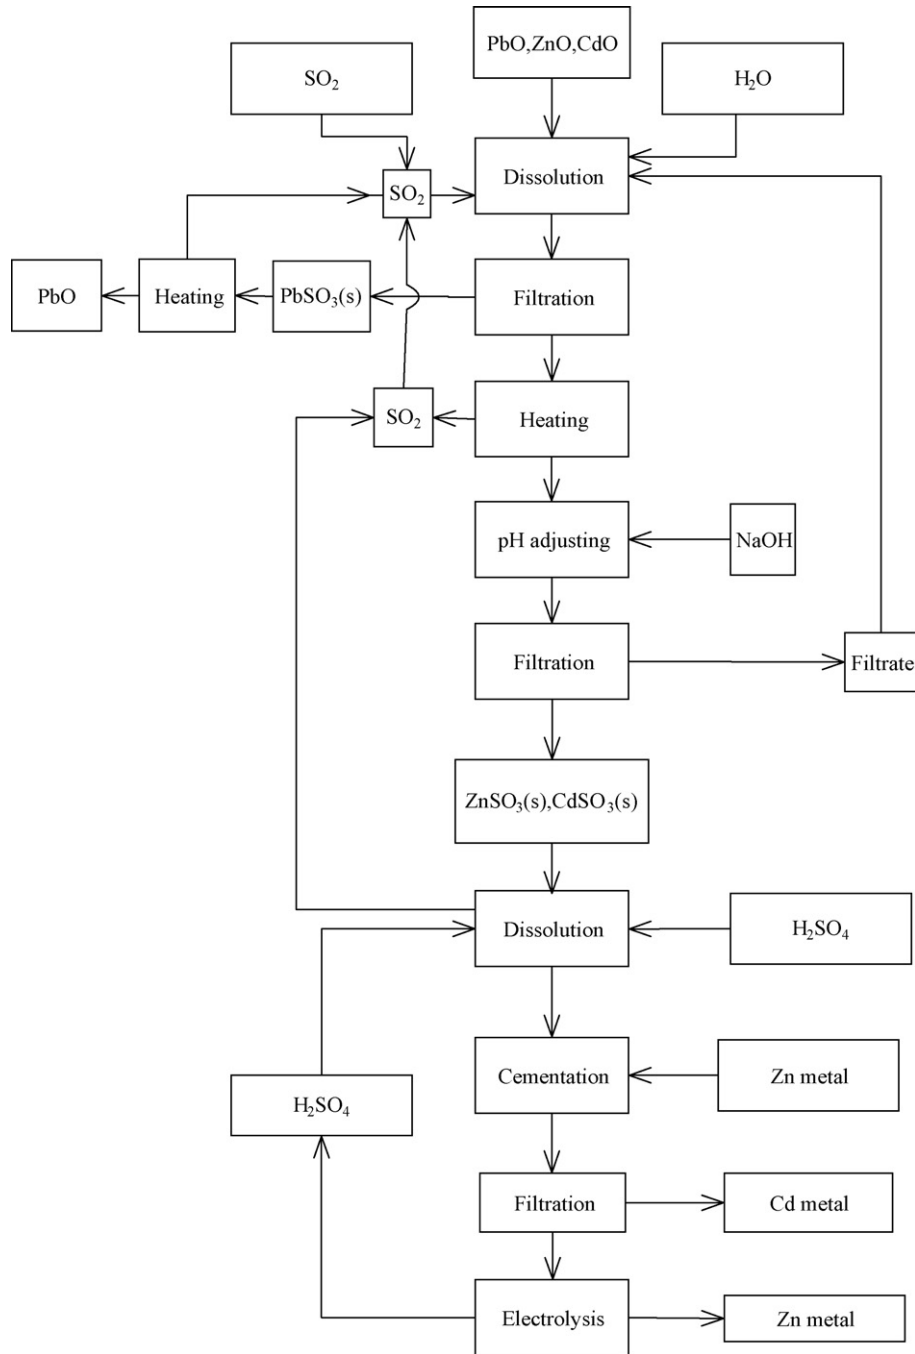 PbO,ZnO,CdO
SO₂
H₂O
Dissolution
SO₂
PbO
Heating
PbSO₃(s)
Filtration
SO₂
Heating
pH adjusting
NaOH
Filtration
Filtrate
ZnSO₃(s),CdSO₃(s)
Dissolution
H₂SO₄
Cementation
Zn metal
H₂SO₄
Filtration
Cd metal
Electrolysis
Zn metal